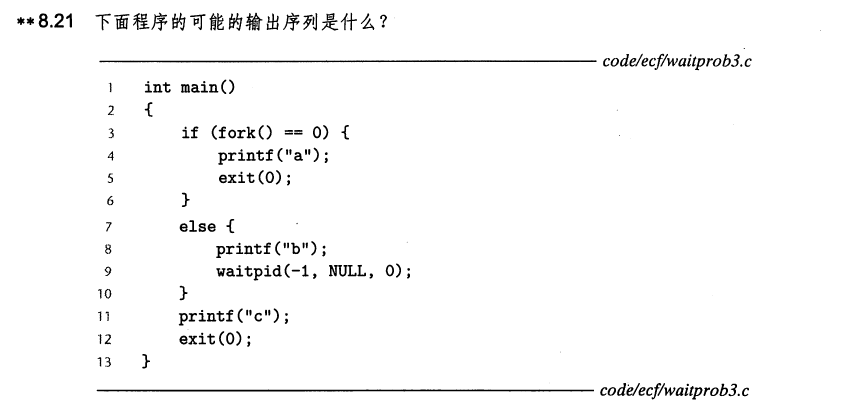 **8.21 下面程序的可能的输出序列是什么?
code/ecf/waitprob3.c
1 int main()
2 {
3 if (fork() == 0) {
4 printf("a");
5 exit(0);
6 }
7 else {
8 printf("b");
9 waitpid(-1, NULL, 0);
10 }
11 printf("c");
12 exit(0);
13 }
code/ecf/waitprob3.c